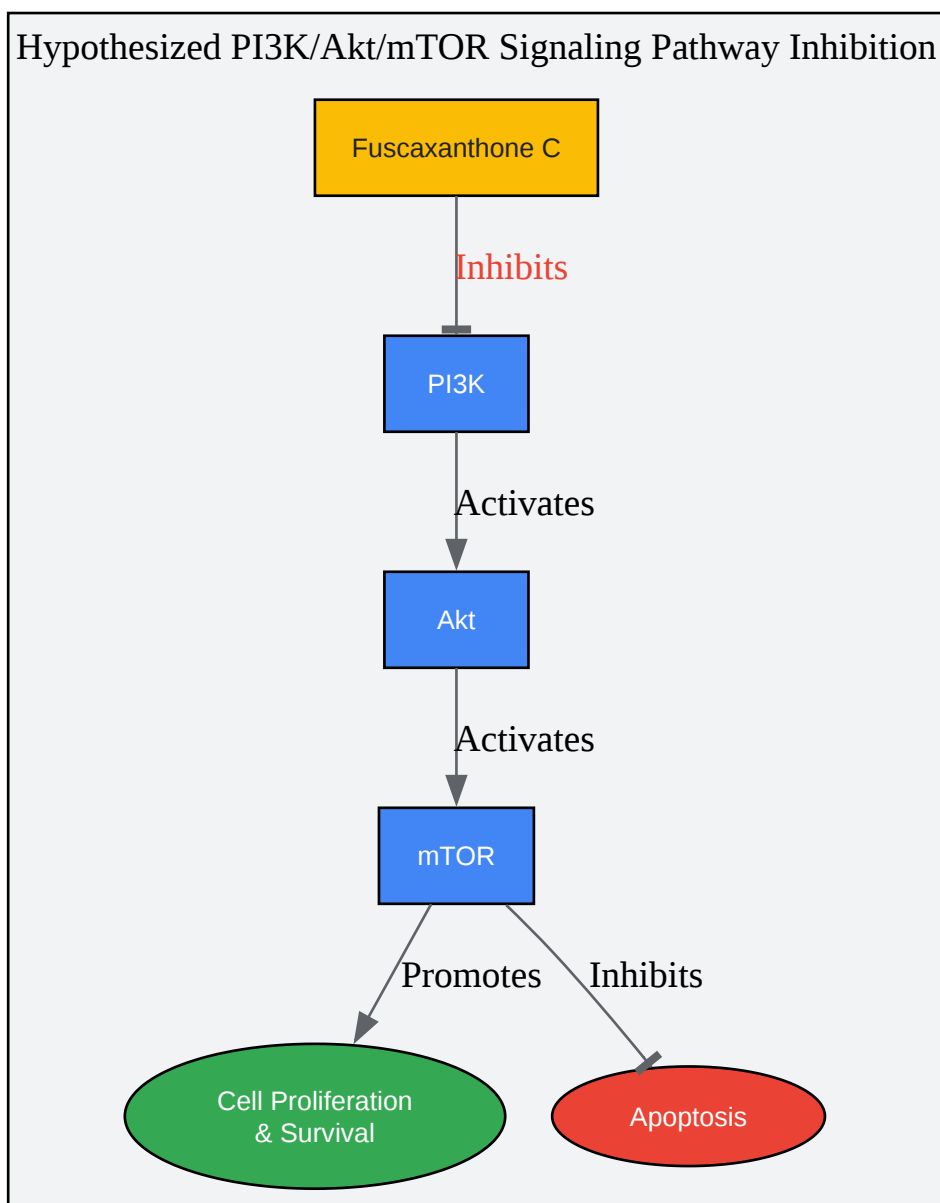 Hypothesized PI3K/Akt/mTOR Signaling Pathway Inhibition
Fuscaxanthone C
Inhibits
PI3K
Activates
Akt
Activates
mTOR
Promotes
Inhibits
Cell Proliferation
& Survival
Apoptosis